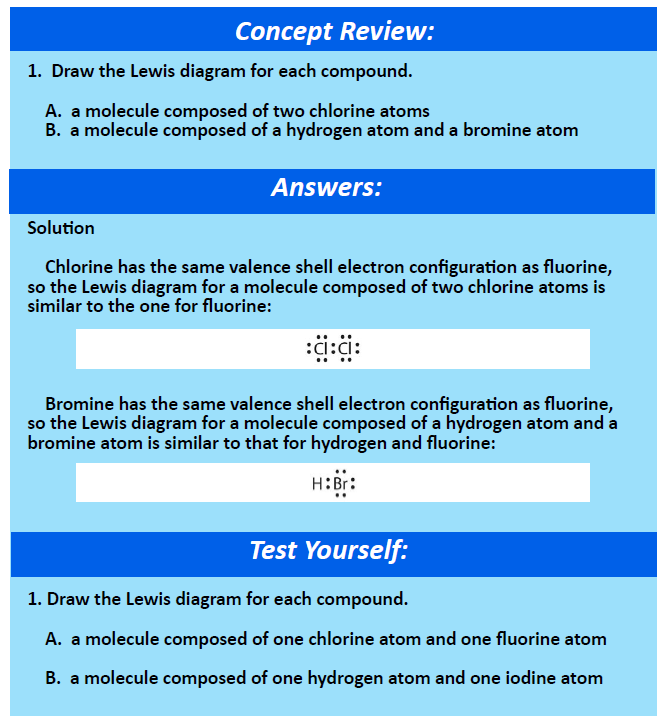 Concept Review:
1. Draw the Lewis diagram for each compound.
A. a molecule composed of two chlorine atoms
B. a molecule composed of a hydrogen atom and a bromine atom
Answers:
Solution
Chlorine has the same valence shell electron configuration as fluorine,
so the Lewis diagram for a molecule composed of two chlorine atoms is
similar to the one for fluorine:
:Cl:Cl:
Bromine has the same valence shell electron configuration as fluorine,
so the Lewis diagram for a molecule composed of a hydrogen atom and a
bromine atom is similar to that for hydrogen and fluorine:
H:Br:
Test Yourself:
1. Draw the Lewis diagram for each compound.
A. a molecule composed of one chlorine atom and one fluorine atom
B. a molecule composed of one hydrogen atom and one iodine atom